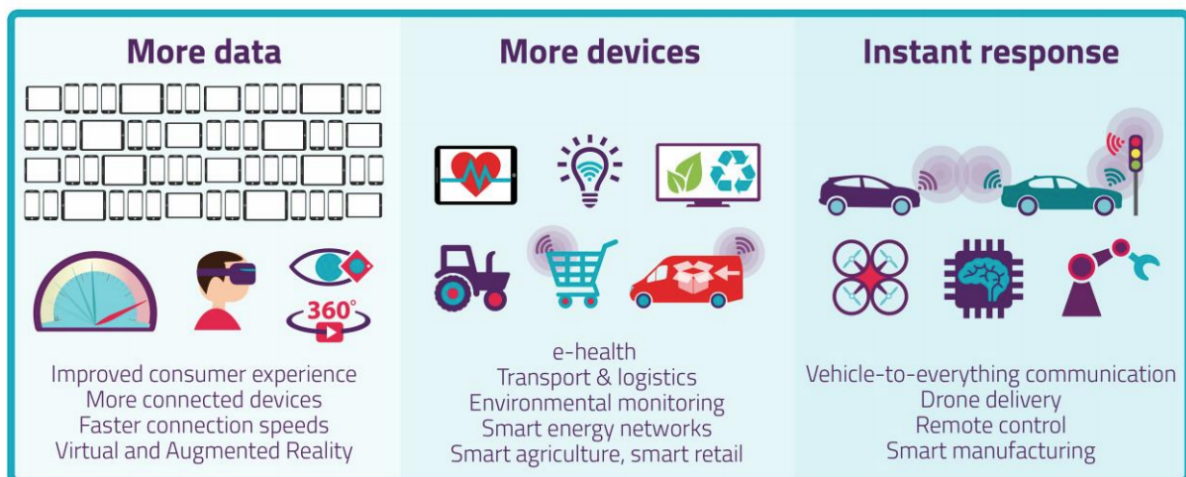 More data
360°
Improved consumer experience
More connected devices
Faster connection speeds
Virtual and Augmented Reality
More devices
e-health
Transport & logistics
Environmental monitoring
Smart energy networks
Smart agriculture, smart retail
Instant response
Vehicle-to-everything communication
Drone delivery
Remote control
Smart manufacturing